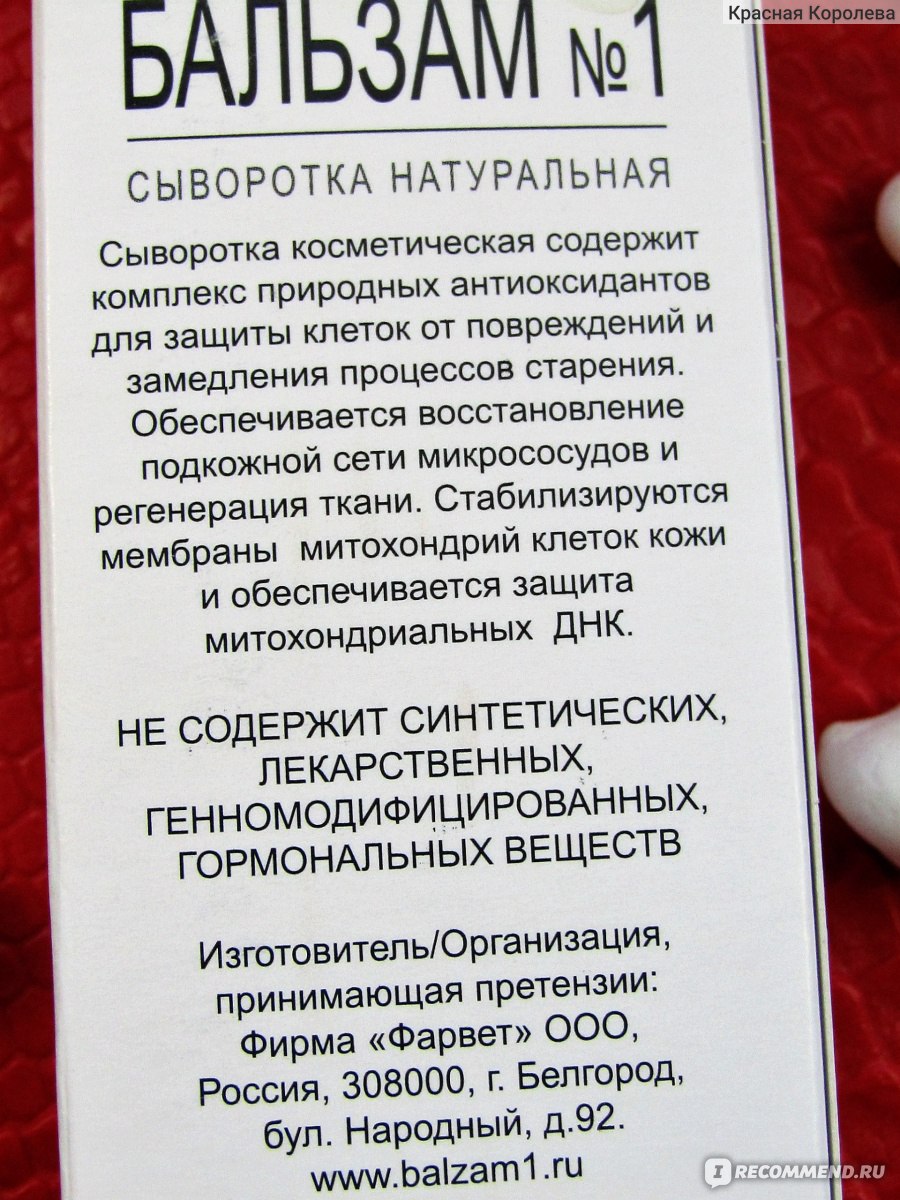 Красная Королева
БАЛЬЗАМ №1
СЫВОРОТКА НАТУРАЛЬНАЯ
Сыворотка косметическая содержит
комплекс природных антиоксидантов
для защиты клеток от повреждений и
замедления процессов старения.
Обеспечивается восстановление
подкожной сети микрососудов и
регенерация ткани. Стабилизируются
мембраны митохондрий клеток кожи
и обеспечивается защита
митохондриальных ДНК.
НЕ СОДЕРЖИТ СИНТЕТИЧЕСКИХ,
ЛЕКАРСТВЕННЫХ,
ГЕННОМОДИФИЦИРОВАННЫХ,
ГОРМОНАЛЬНЫХ ВЕЩЕСТВ
Изготовитель/Организация,
принимающая претензии:
Фирма «Фарвет» ООО,
Россия, 308000, г. Белгород,
бул. Народный, д.92.
www.balzam1.ru
IRECOMMEND.RU